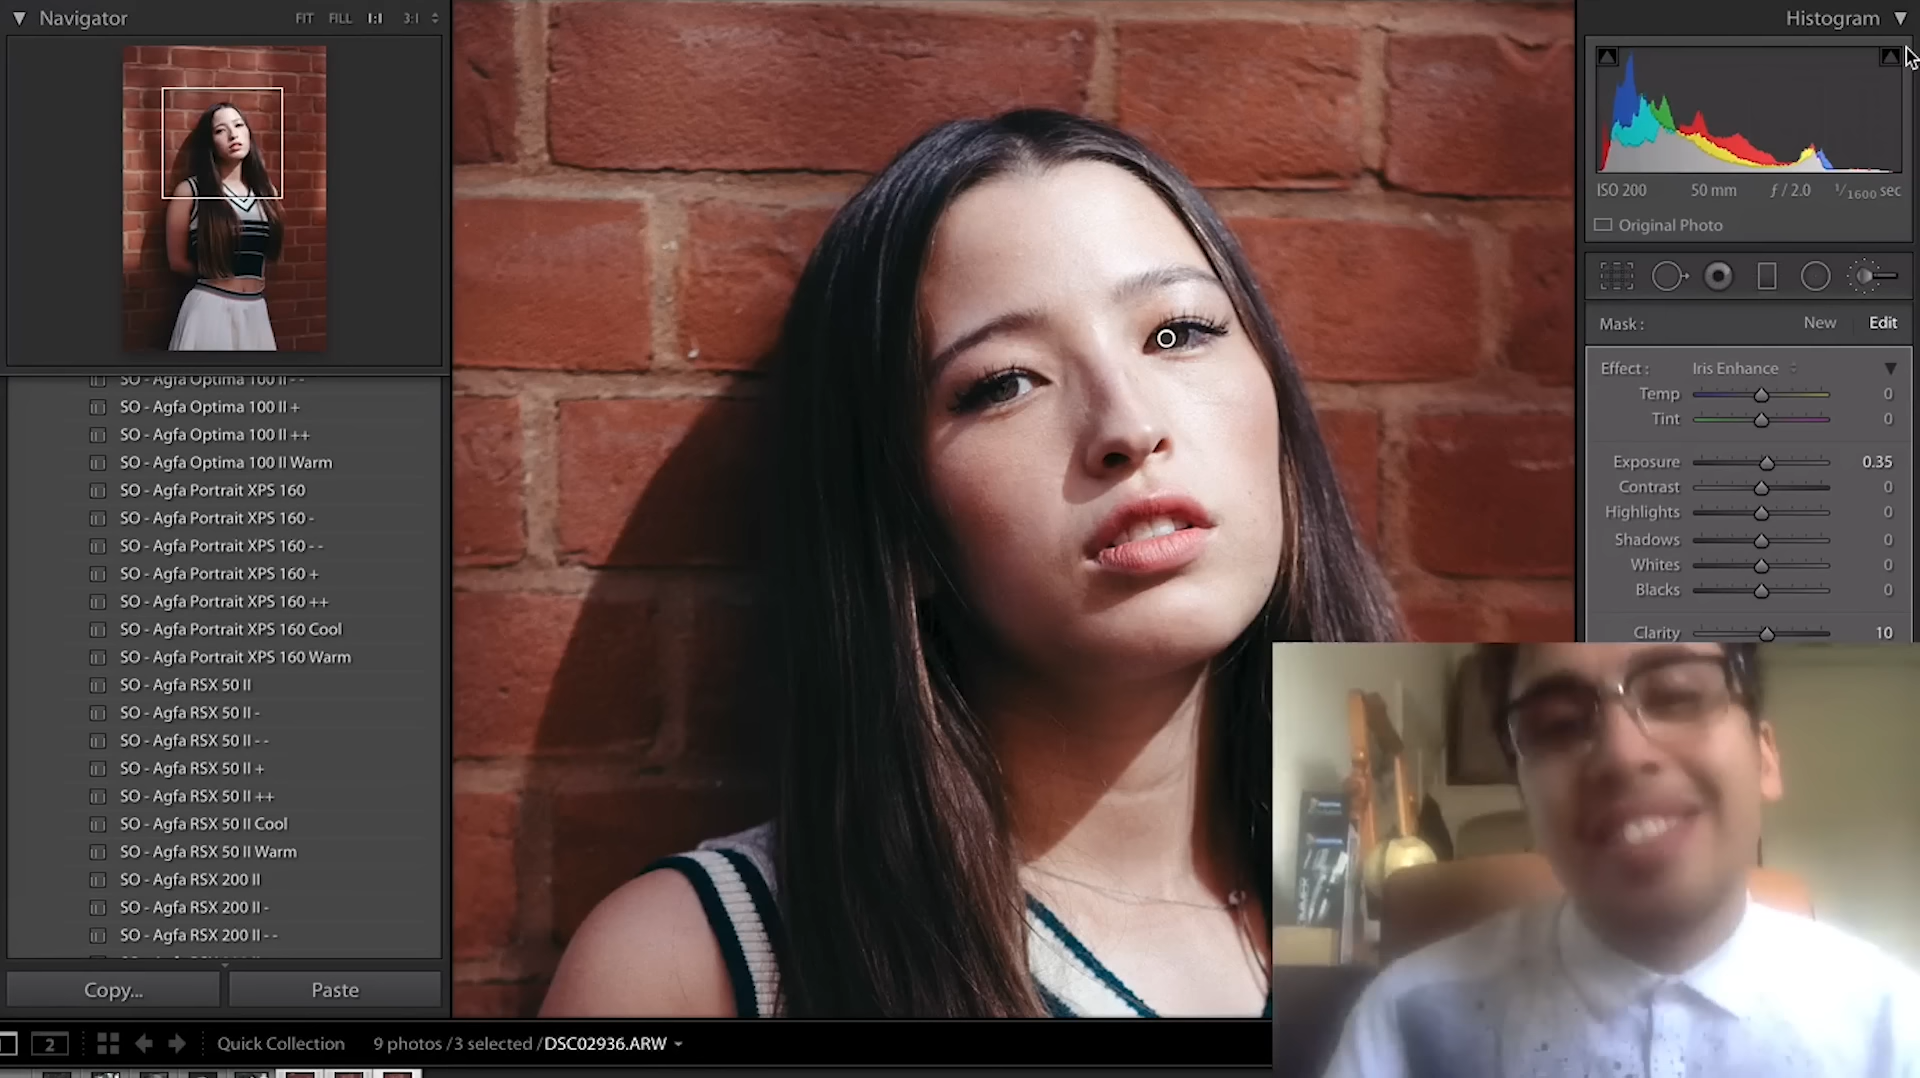 Navigator FIT FILL 1:1 3:1
SO - Agfa Optima 100 II - -
SO - Agfa Optima 100 II +
SO - Agfa Optima 100 II ++
SO - Agfa Optima 100 II Warm
SO - Agfa Portrait XPS 160
SO - Agfa Portrait XPS 160 -
SO - Agfa Portrait XPS 160 - -
SO - Agfa Portrait XPS 160 +
SO - Agfa Portrait XPS 160 ++
SO - Agfa Portrait XPS 160 Cool
SO - Agfa Portrait XPS 160 Warm
SO - Agfa RSX 50 II
SO - Agfa RSX 50 II -
SO - Agfa RSX 50 II - -
SO - Agfa RSX 50 II +
SO - Agfa RSX 50 II ++
SO - Agfa RSX 50 II Cool
SO - Agfa RSX 50 II Warm
SO - Agfa RSX 200 II
SO - Agfa RSX 200 II -
SO - Agfa RSX 200 II - -
Copy... Paste
2 Quick Collection 9 photos /3 selected /DSC02936.ARW
Histogram
ISO 200 50 mm ƒ / 2.0 1/1600 sec
Original Photo
Mask : New Edit
Effect : Iris Enhance
Temp 0
Tint 0
Exposure 0.35
Contrast 0
Highlights 0
Shadows 0
Whites 0
Blacks 0
Clarity 10